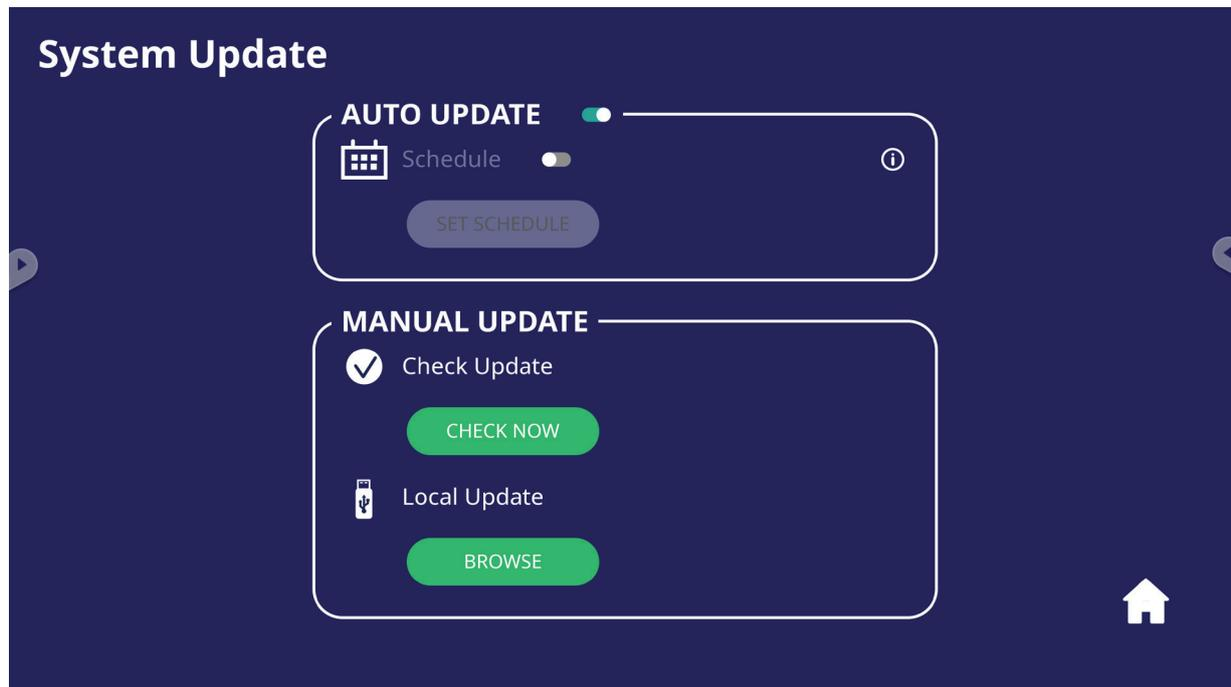 System Update
AUTO UPDATE
Schedule
SET SCHEDULE
MANUAL UPDATE
Check Update
CHECK NOW
Local Update
BROWSE